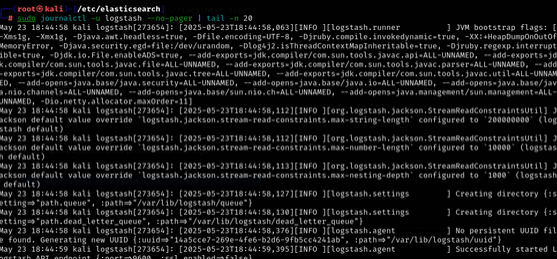 (root㉿kali)-[/etc/elasticsearch]
# sudo journalctl -u logstash --no-pager | tail -n 20
May 23 18:44:58 kali logstash[273654]: [2025-05-23T18:44:58,063][INFO ][logstash.runner          ] JVM bootstrap flags: [
-Xms1g, -Xmx1g, -Djava.awt.headless=true, -Dfile.encoding=UTF-8, -Djruby.compile.invokedynamic=true, -XX:+HeapDumpOnOutOf
MemoryError, -Djava.security.egd=file:/dev/urandom, -Dlog4j2.isThreadContextMapInheritable=true, -Djruby.regexp.interrupt
ible=true, -Djdk.io.File.enableADS=true, --add-exports=jdk.compiler/com.sun.tools.javac.api=ALL-UNNAMED, --add-exports=jd
k.compiler/com.sun.tools.javac.file=ALL-UNNAMED, --add-exports=jdk.compiler/com.sun.tools.javac.parser=ALL-UNNAMED, --add
-exports=jdk.compiler/com.sun.tools.javac.tree=ALL-UNNAMED, --add-exports=jdk.compiler/com.sun.tools.javac.util=ALL-UNNAM
ED, --add-opens=java.base/java.security=ALL-UNNAMED, --add-opens=java.base/java.io=ALL-UNNAMED, --add-opens=java.base/jav
a.nio.channels=ALL-UNNAMED, --add-opens=java.base/sun.nio.ch=ALL-UNNAMED, --add-opens=java.management/sun.management=ALL-
UNNAMED, -Dio.netty.allocator.maxOrder=11]
May 23 18:44:58 kali logstash[273654]: [2025-05-23T18:44:58,112][INFO ][org.logstash.jackson.StreamReadConstraintsUtil] J
ackson default value override `logstash.jackson.stream-read-constraints.max-string-length` configured to `200000000` (log
stash default)
May 23 18:44:58 kali logstash[273654]: [2025-05-23T18:44:58,113][INFO ][org.logstash.jackson.StreamReadConstraintsUtil] J
ackson default value override `logstash.jackson.stream-read-constraints.max-number-length` configured to `10000` (logstas
h default)
May 23 18:44:58 kali logstash[273654]: [2025-05-23T18:44:58,113][INFO ][org.logstash.jackson.StreamReadConstraintsUtil] J
ackson default value override `logstash.jackson.stream-read-constraints.max-nesting-depth` configured to `1000` (logstash
 default)
May 23 18:44:58 kali logstash[273654]: [2025-05-23T18:44:58,127][INFO ][logstash.settings        ] Creating directory {:s
etting=>"path.queue", :path=>"/var/lib/logstash/queue"}
May 23 18:44:58 kali logstash[273654]: [2025-05-23T18:44:58,130][INFO ][logstash.settings        ] Creating directory {:s
etting=>"path.dead_letter_queue", :path=>"/var/lib/logstash/dead_letter_queue"}
May 23 18:44:58 kali logstash[273654]: [2025-05-23T18:44:58,376][INFO ][logstash.agent           ] No persistent UUID fil
e found. Generating new UUID {:uuid=>"14a5cce7-269e-4fe6-b2d6-9fb5cc4241ab", :path=>"/var/lib/logstash/uuid"}
May 23 18:44:59 kali logstash[273654]: [2025-05-23T18:44:59,395][INFO ][logstash.agent           ] Successfully started L
ogstash API endpoint {:port=>9600, :ssl_enabled=>false}